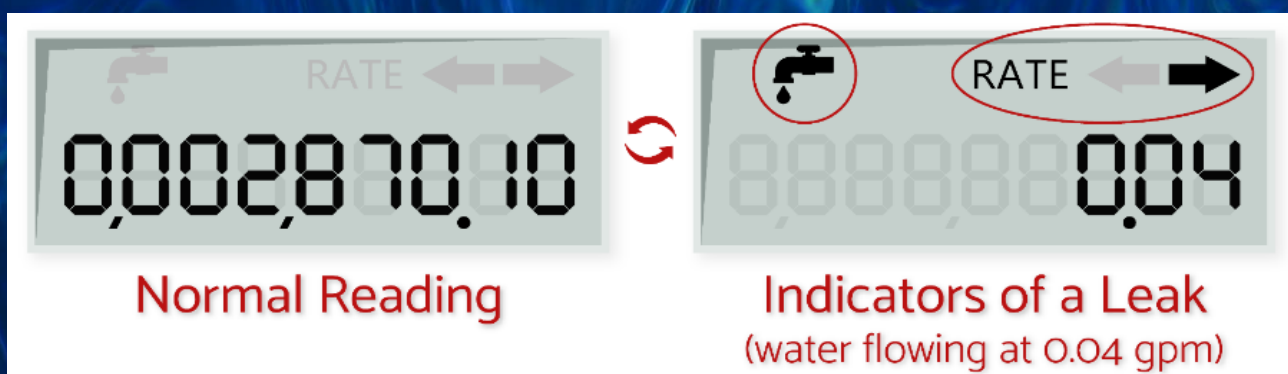 RATE
0,002,870.10
Normal Reading
RATE
0.04
Indicators of a Leak
(water flowing at 0.04 gpm)